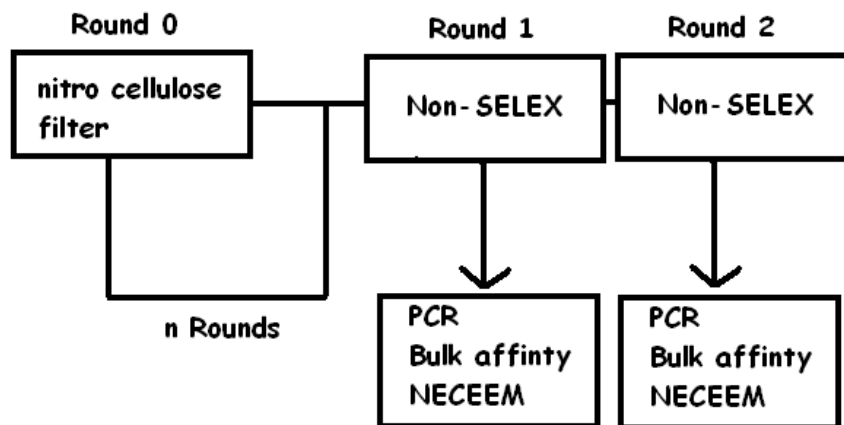 Round 0
Round 1
Round 2
nitro cellulose
filter
Non-SELEX
Non-SELEX
n Rounds
PCR
Bulk affinty
NECEEM
PCR
Bulk affinty
NECEEM